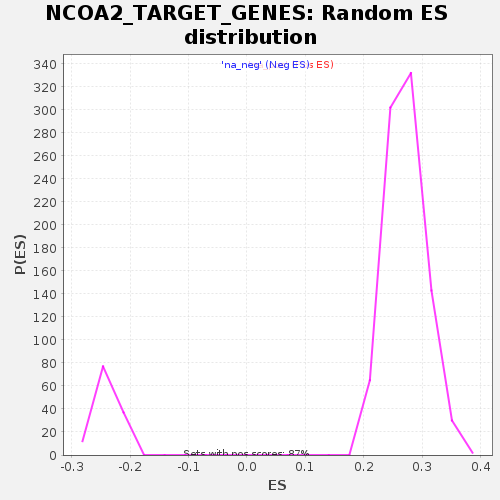 NCOA2_TARGET_GENES: Random ES
distribution
'na_neg' (Neg ES)s ES)
P(ES)
340
320
300
280
260
240
220
200
180
160
140
120
100
80
60
40
20
0
Sets with pos scores: 87%
-0.3 -0.2 -0.1 0.0 0.1 0.2 0.3 0.4
ES